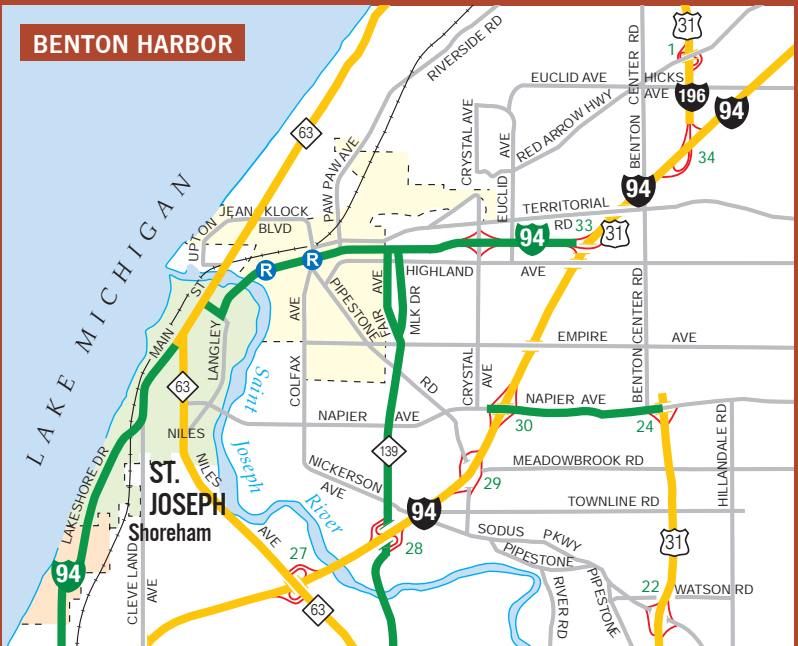 BENTON HARBOR
31
RIVERSIDE RD
BENTON CENTER RD
1
EUCLID AVE
HICKS
AVE
196
94
63
CRYSTAL AVE
RED ARROW HWY
EUCLID AVE
34
PAW PAW AVE
94
LAKE MICHIGAN
UPTON
JEAN KLOCK
BLVD
TERRITORIAL
RD
33
31
94
R
R
HIGHLAND AVE
MAIN ST
LANGLEY
COLFAX AVE
PIPESTONE RD
FAIR AVE
MLK DR
EMPIRE AVE
CRYSTAL AVE
BENTON CENTER RD
63
Saint Joseph River
NAPIER AVE
NAPIER AVE
30
24
HILLANDALE RD
NILES
NILES AVE
139
MEADOWBROOK RD
29
LAKESHORE DR
ST.
JOSEPH
Shoreham
NICKERSON
AVE
TOWNLINE RD
94
SODUS PKWY
31
PIPESTONE
27
28
94
CLEVELAND AVE
63
RIVER RD
PIPESTONE
22
WATSON RD